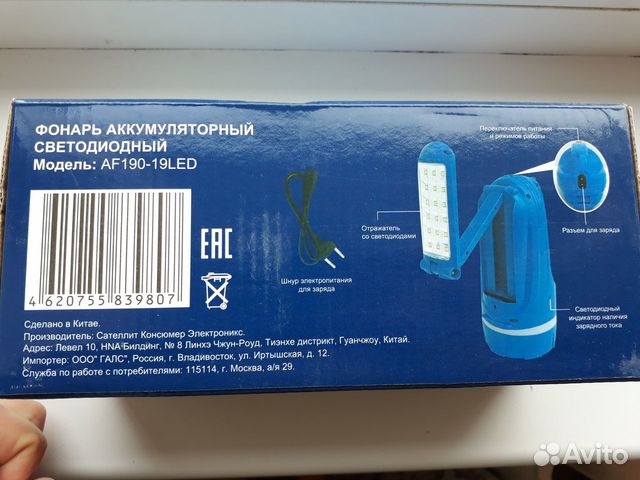 ФОНАРЬ АККУМУЛЯТОРНЫЙ
СВЕТОДИОДНЫЙ
Модель: AF190-19LED
4 620755 839807
EAC
Шнур электропитания
для заряда
Отражатель
со светодиодами
Переключатель питания
и режимов работы
Разъем для заряда
Светодиодный
индикатор наличия
зарядного тока
Сделано в Китае.
Производитель: Сателлит Консюмер Электроникс.
Адрес: Левел 10, HNA Билдинг, № 8 Линхэ Чжун-Роуд, Тиэнхе дистрикт, Гуанчжоу, Китай.
Импортер: ООО" ГАЛС", Россия, г. Владивосток, ул. Иртышская, д. 12.
Служба по работе с потребителями: 115114, г. Москва, а/я 29.
Avito